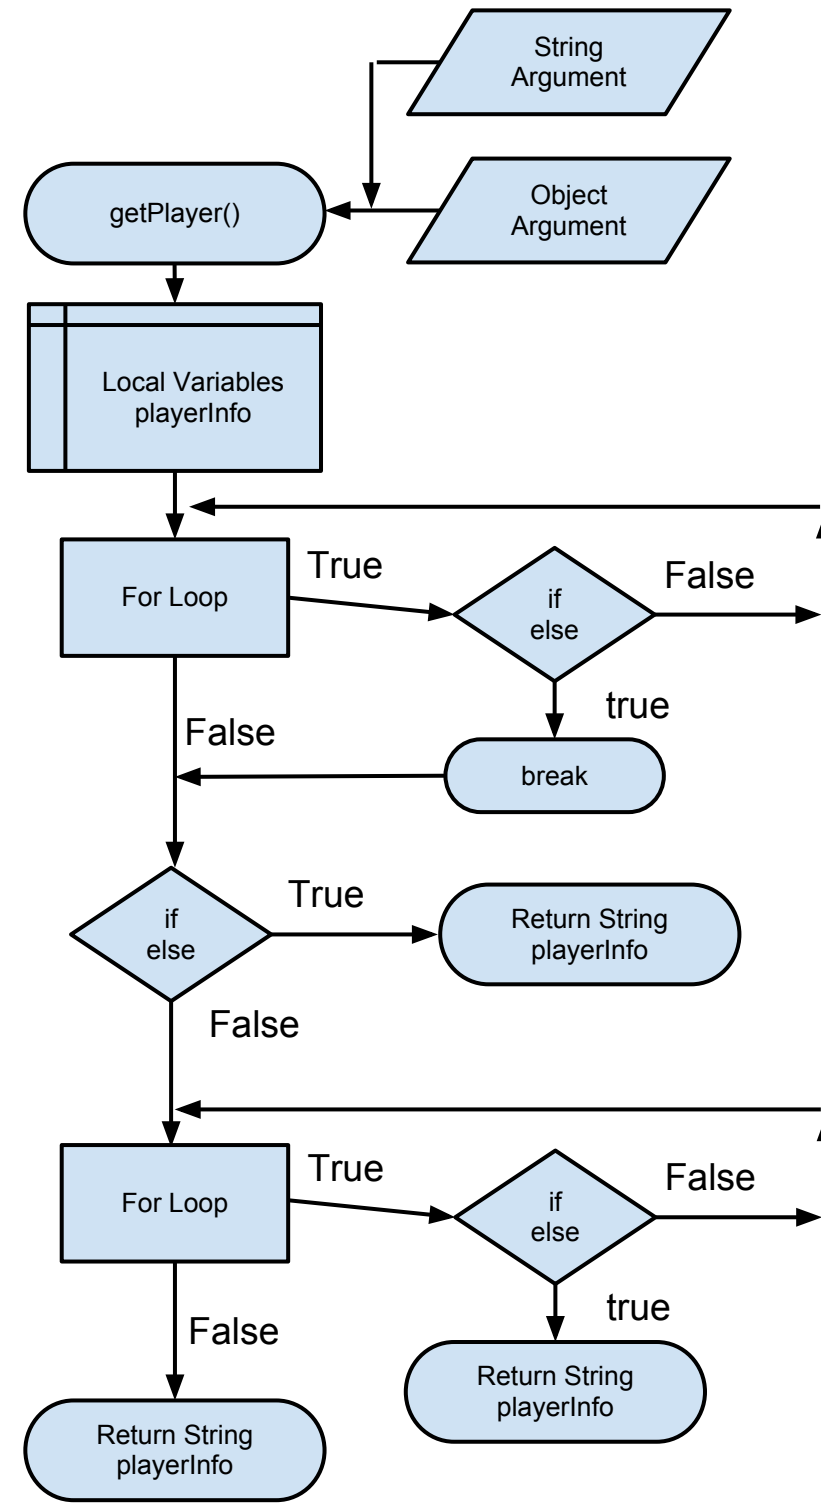 String
Argument
getPlayer()
Object
Argument
Local Variables
playerInfo
For Loop
True
if
else
False
true
False
break
if
else
True
Return String
playerInfo
False
For Loop
True
if
else
False
true
False
Return String
playerInfo
Return String
playerInfo